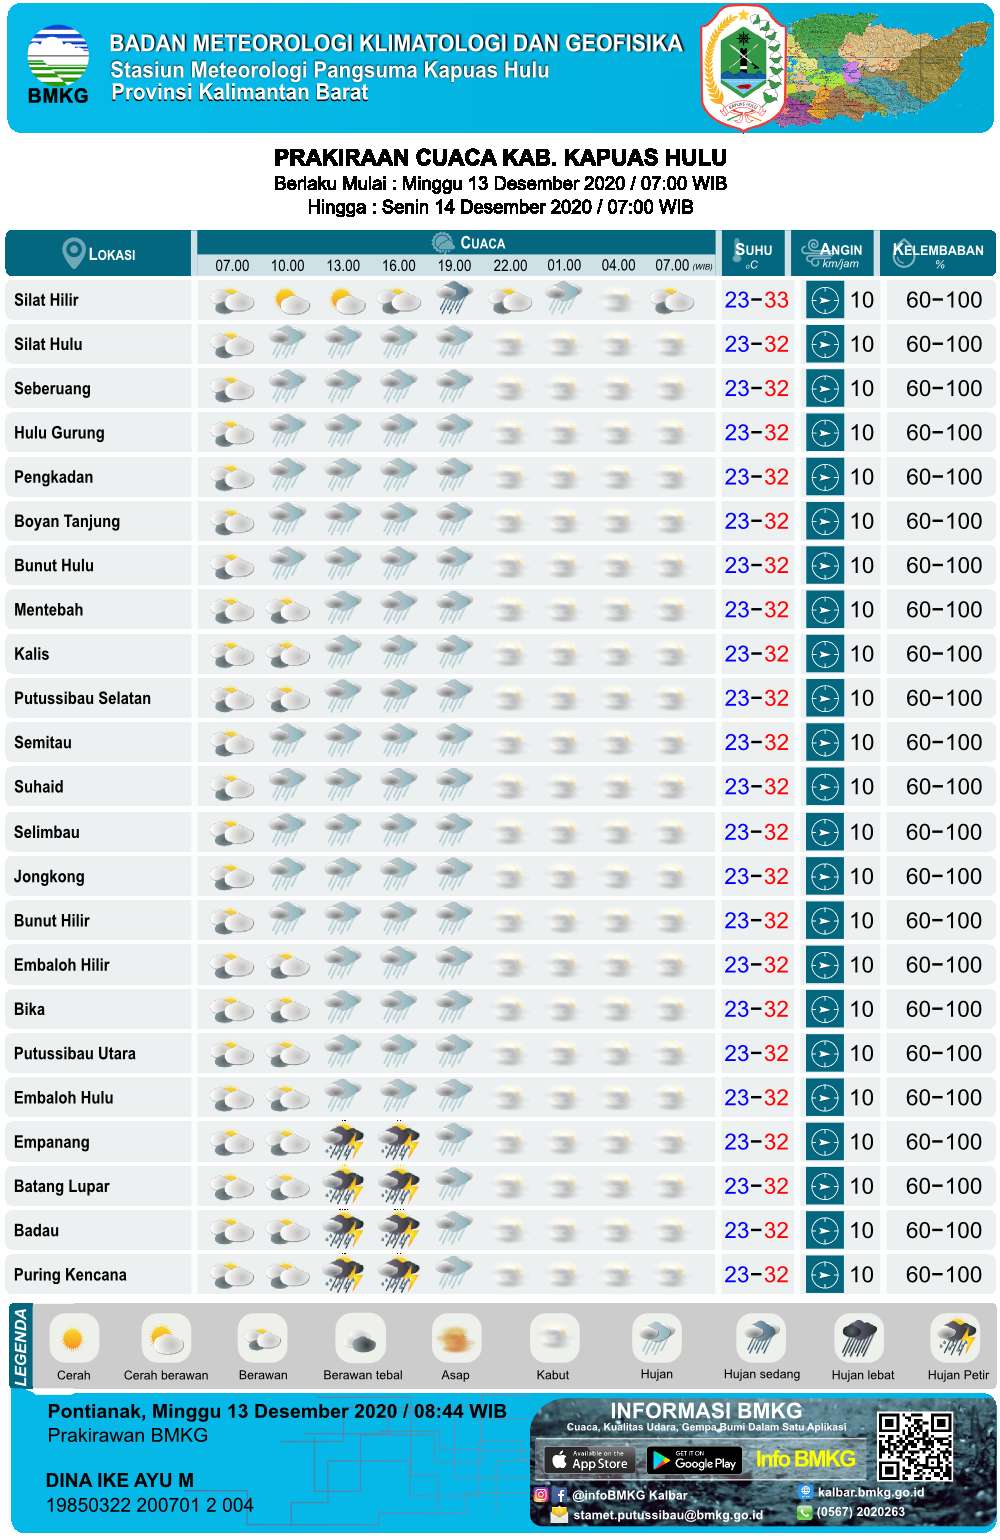 BMKG
BADAN METEOROLOGI KLIMATOLOGI DAN GEOFISIKA
Stasiun Meteorologi Pangsuma Kapuas Hulu
Provinsi Kalimantan Barat
KAPUAS HULU
PRAKIRAAN CUACA KAB. KAPUAS HULU
Berlaku Mulai : Minggu 13 Desember 2020 / 07:00 WIB
Hingga : Senin 14 Desember 2020 / 07:00 WIB
LOKASI CUACA SUHU °C ANGIN km/jam KELEMBABAN %
07.00 10.00 13.00 16.00 19.00 22.00 01.00 04.00 07.00 (WIB)
Silat Hilir 23-33 10 60-100
Silat Hulu 23-32 10 60-100
Seberuang 23-32 10 60-100
Hulu Gurung 23-32 10 60-100
Pengkadan 23-32 10 60-100
Boyan Tanjung 23-32 10 60-100
Bunut Hulu 23-32 10 60-100
Mentebah 23-32 10 60-100
Kalis 23-32 10 60-100
Putussibau Selatan 23-32 10 60-100
Semitau 23-32 10 60-100
Suhaid 23-32 10 60-100
Selimbau 23-32 10 60-100
Jongkong 23-32 10 60-100
Bunut Hilir 23-32 10 60-100
Embaloh Hilir 23-32 10 60-100
Bika 23-32 10 60-100
Putussibau Utara 23-32 10 60-100
Embaloh Hulu 23-32 10 60-100
Empanang 23-32 10 60-100
Batang Lupar 23-32 10 60-100
Badau 23-32 10 60-100
Puring Kencana 23-32 10 60-100
LEGENDA
Cerah Cerah berawan Berawan Berawan tebal Asap Kabut Hujan Hujan sedang Hujan lebat Hujan Petir
Pontianak, Minggu 13 Desember 2020 / 08:44 WIB
Prakirawan BMKG
DINA IKE AYU M
19850322 200701 2 004
INFORMASI BMKG
Cuaca, Kualitas Udara, Gempa Bumi Dalam Satu Aplikasi
Available on the App Store
GET IT ON Google Play
Info BMKG
@infoBMKG Kalbar
kalbar.bmkg.go.id
stamet.putussibau@bmkg.go.id
(0567) 2020263